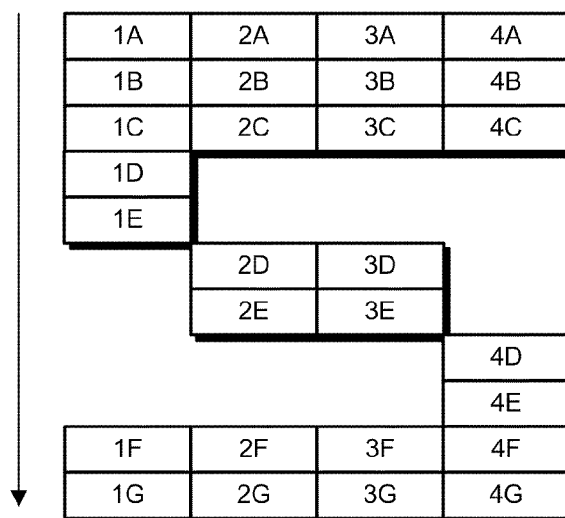 1A 2A 3A 4A
1B 2B 3B 4B
1C 2C 3C 4C
1D
1E
2D 3D
2E 3E
4D
4E
1F 2F 3F 4F
1G 2G 3G 4G